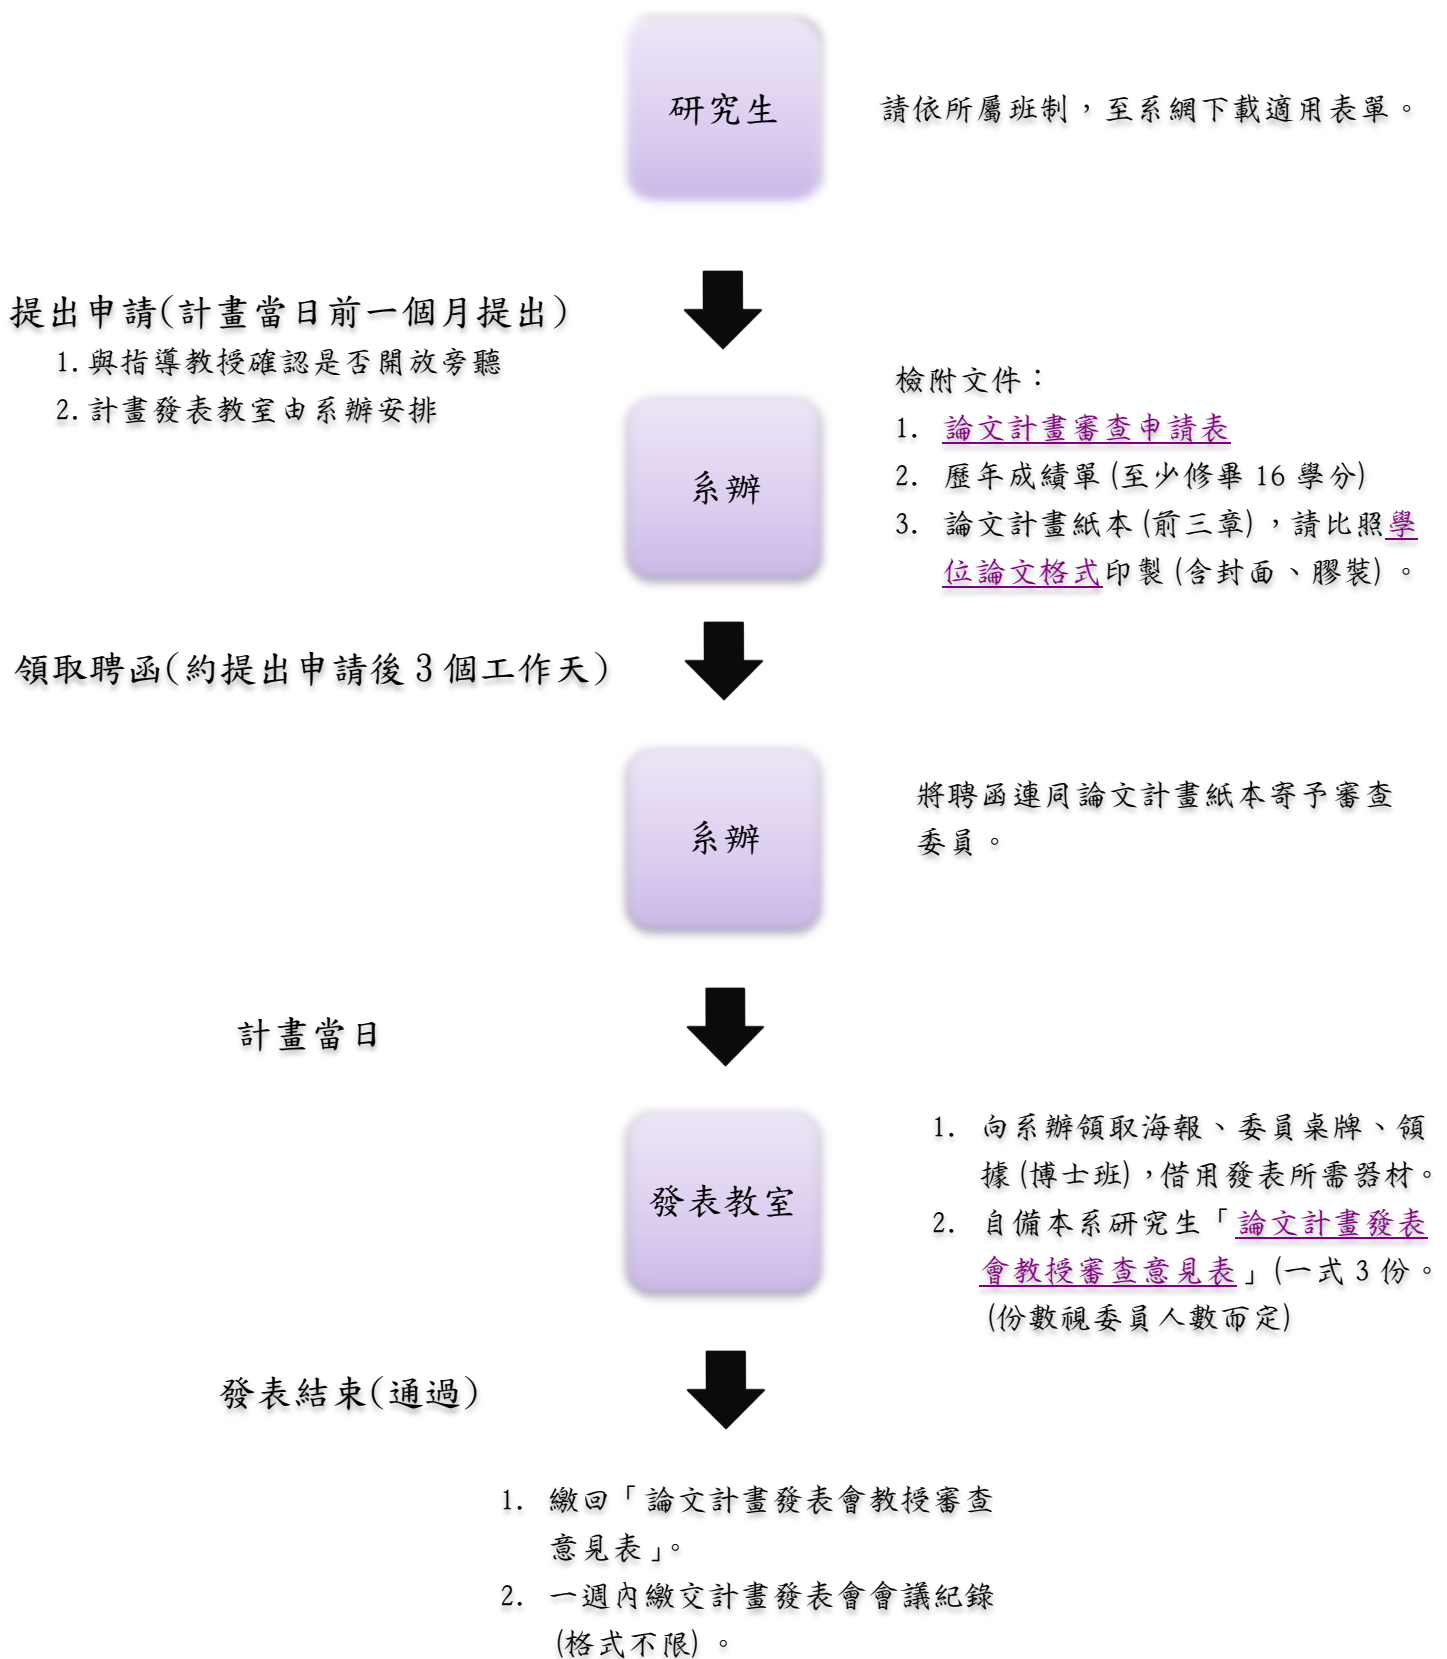 研究生
請依所屬班制，至系網下載適用表單。
提出申請(計畫當日前一個月提出)
1.與指導教授確認是否開放旁聽
2.計畫發表教室由系辦安排
系辦
檢附文件：
1. 論文計畫審查申請表
2. 歷年成績單(至少修畢 16 學分)
3. 論文計畫紙本(前三章)，請比照學
位論文格式印製(含封面、膠裝)。
領取聘函(約提出申請後 3 個工作天)
系辦
將聘函連同論文計畫紙本寄予審查
委員。
計畫當日
發表教室
1. 向系辦領取海報、委員桌牌、領
據(博士班)，借用發表所需器材。
2. 自備本系研究生「論文計畫發表
會教授審查意見表」(一式 3 份。
(份數視委員人數而定)
發表結束(通過)
1. 繳回「論文計畫發表會教授審查
意見表」。
2. 一週內繳交計畫發表會會議紀錄
(格式不限)。